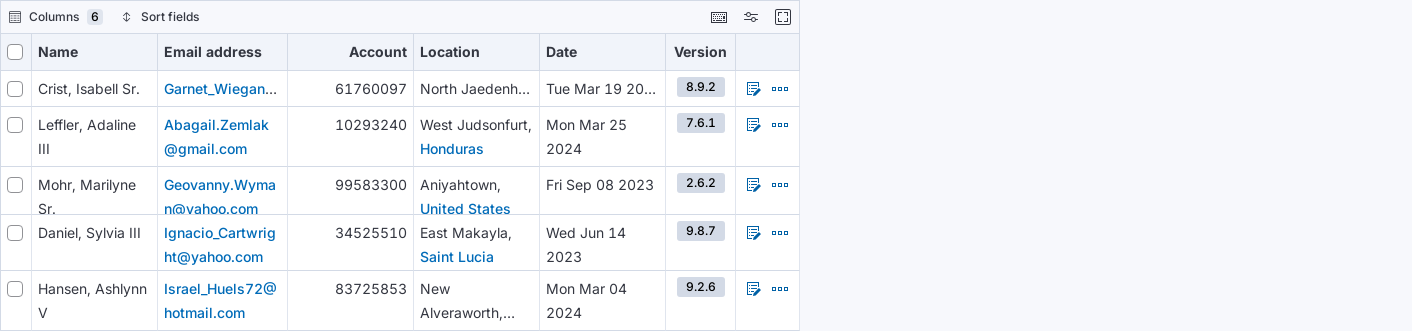 Columns 6 Sort fields
Name Email address Account Location Date Version
Crist, Isabell Sr. Garnet_Wiegan... 61760097 North Jaedenh... Tue Mar 19 20... 8.9.2
Leffler, Adaline Abagail.Zemlak 10293240 West Judsonfurt, Mon Mar 25 7.6.1
III @gmail.com Honduras 2024
Mohr, Marilyne Geovanny.Wyma 99583300 Aniyahtown, Fri Sep 08 2023 2.6.2
Sr. n@yahoo.com United States
Daniel, Sylvia III Ignacio_Cartwrig 34525510 East Makayla, Wed Jun 14 9.8.7
ht@yahoo.com Saint Lucia 2023
Hansen, Ashlynn Israel_Huels72@ 83725853 New Mon Mar 04 9.2.6
V hotmail.com Alveraworth,... 2024